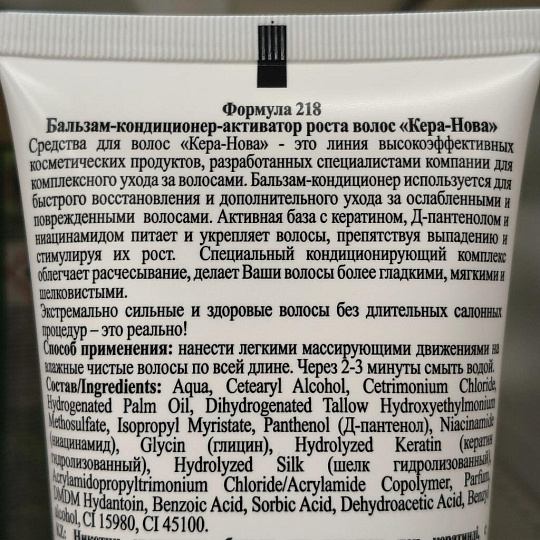 Формула 218
Бальзам-кондиционер-активатор роста волос «Кера-Нова»
Средства для волос «Кера-Нова» - это линия высокоэффективных
косметических продуктов, разработанных специалистами компании для
комплексного ухода за волосами. Бальзам-кондиционер используется для
быстрого восстановления и дополнительного ухода за ослабленными и
поврежденными волосами. Активная база с кератином, Д-пантенолом и
ниацинамидом питает и укрепляет волосы, препятствуя выпадению и
стимулируя их рост. Специальный кондиционирующий комплекс
облегчает расчесывание, делает Ваши волосы более гладкими, мягкими и
шелковистыми.
Экстремально сильные и здоровые волосы без длительных салонных
процедур – это реально!
Способ применения: нанести легкими массирующими движениями на
влажные чистые волосы по всей длине. Через 2-3 минуты смыть водой.
Состав/Ingredients: Aqua, Cetearyl Alcohol, Cetrimonium Chloride,
Hydrogenated Palm Oil, Dihydrogenated Tallow Hydroxyethylmonium
Methosulfate, Isopropyl Myristate, Panthenol (Д-пантенол), Niacinamide
(ниацинамид), Glycin (глицин), Hydrolyzed Keratin (кератин
гидролизованный), Hydrolyzed Silk (шелк гидролизованный),
Acrylamidopropyltrimonium Chloride/Acrylamide Copolymer, Parfum,
DMDM Hydantoin, Benzoic Acid, Sorbic Acid, Dehydroacetic Acid, Benzyl
Alcohol, CI 15980, CI 45100.
KZ: